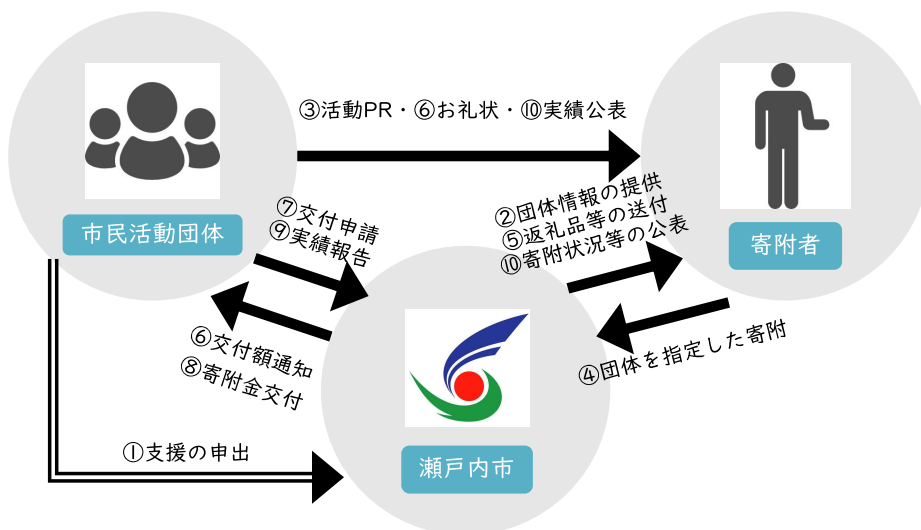 ③活動PR・⑥お礼状・⑩実績公表
市民活動団体
寄附者
⑦交付申請
⑨実績報告
②団体情報の提供
⑤返礼品等の送付
⑩寄附状況等の公表
⑥交付額通知
⑧寄附金交付
④団体を指定した寄附
①支援の申出
瀬戸内市